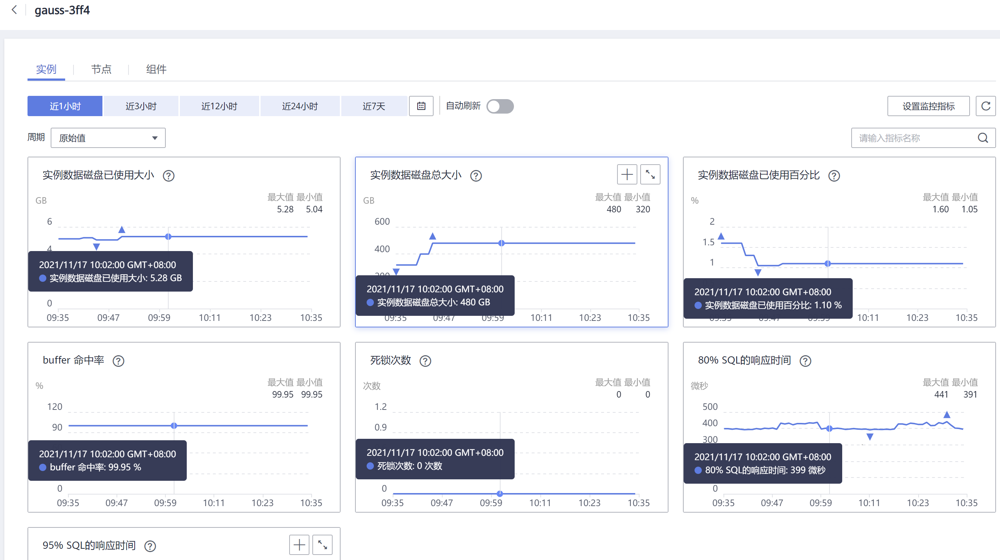 gauss-3ff4
实例
节点
组件
近1小时
近3小时
近12小时
近24小时
近7天
自动刷新
设置监控指标
周期
原始值
请输入指标名称
实例数据磁盘已使用大小
GB
最大值 最小值
5.28 5.04
6
4
2021/11/17 10:02:00 GMT+08:00
实例数据磁盘已使用大小: 5.28 GB
0
09:35 09:47 09:59 10:11 10:23 10:35
实例数据磁盘总大小
GB
最大值 最小值
480 320
600
400
200
2021/11/17 10:02:00 GMT+08:00
实例数据磁盘总大小: 480 GB
09:35 09:47 09:59 10:11 10:23 10:35
实例数据磁盘已使用百分比
%
最大值 最小值
1.60 1.05
2
1.5
1
2021/11/17 10:02:00 GMT+08:00
实例数据磁盘已使用百分比: 1.10 %
09:35 09:47 09:59 10:11 10:23 10:35
buffer 命中率
%
最大值 最小值
99.95 99.95
120
90
2021/11/17 10:02:00 GMT+08:00
buffer 命中率: 99.95 %
0
09:35 09:47 09:59 10:11 10:23 10:35
死锁次数
次数
最大值 最小值
0 0
1.2
0.9
2021/11/17 10:02:00 GMT+08:00
死锁次数: 0 次数
0
09:35 09:47 09:59 10:11 10:23 10:35
80% SQL的响应时间
微秒
最大值 最小值
441 391
500
400
300
2021/11/17 10:02:00 GMT+08:00
80% SQL的响应时间: 399 微秒
0
09:35 09:47 09:59 10:11 10:23 10:35
95% SQL的响应时间